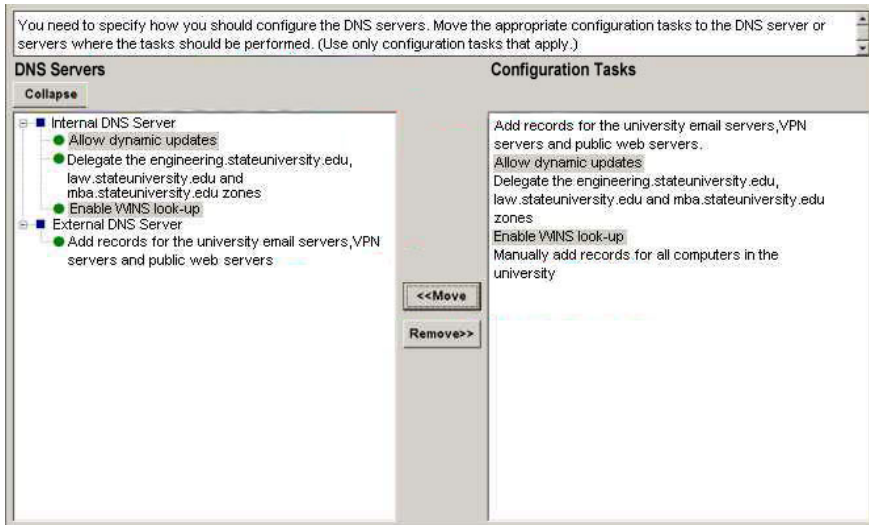 You need to specify how you should configure the DNS servers. Move the appropriate configuration tasks to the DNS server or
servers where the tasks should be performed. (Use only configuration tasks that apply.)
DNS Servers
Collapse
Internal DNS Server
Allow dynamic updates
Delegate the engineering.stateuniversity.edu,
law.stateuniversity.edu and
mba.stateuniversity.edu zones
Enable WINS look-up
External DNS Server
Add records for the university email servers,VPN
servers and public web servers
<<Move
Remove>>
Configuration Tasks
Add records for the university email servers,VPN
servers and public web servers.
Allow dynamic updates
Delegate the engineering.stateuniversity.edu,
law.stateuniversity.edu and mba.stateuniversity.edu
zones
Enable WINS look-up
Manually add records for all computers in the
university